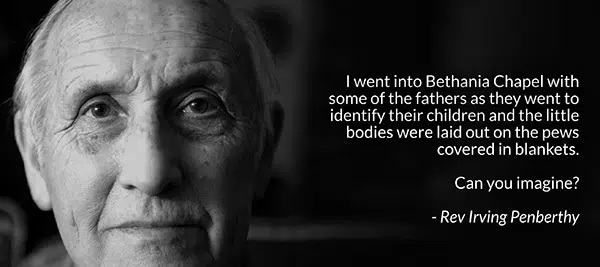 I went into Bethania Chapel with
some of the fathers as they went to
identify their children and the little
bodies were laid out on the pews
covered in blankets.
Can you imagine?
- Rev Irving Penberthy